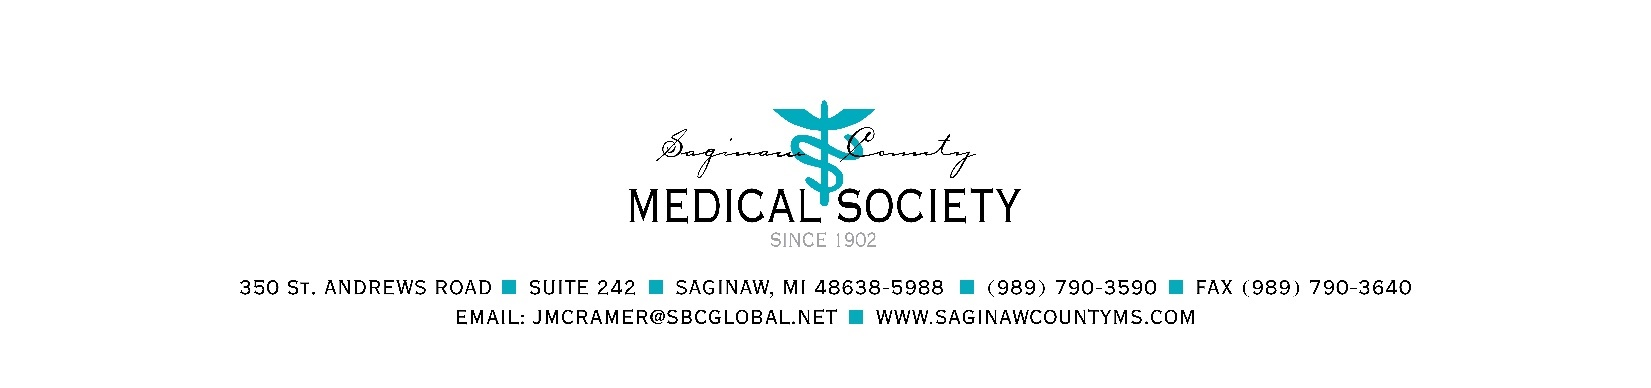 Saginaw County
MEDICAL SOCIETY
SINCE 1902
350 ST. ANDREWS ROAD ■ SUITE 242 ■ SAGINAW, MI 48638-5988 ■ (989) 790-3590 ■ FAX (989) 790-3640
EMAIL: JMCRAMER@SBCGLOBAL.NET ■ WWW.SAGINAWCOUNTYMS.COM